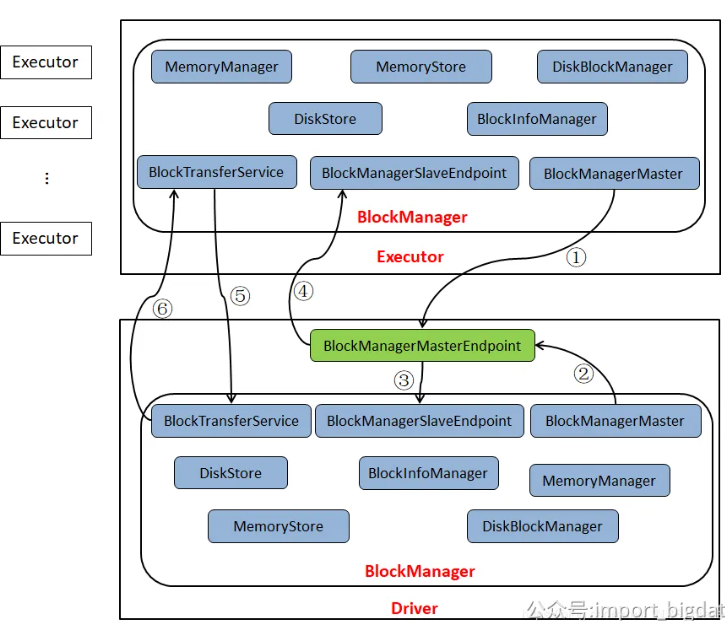 Executor
Executor
⋮
Executor
MemoryManager
MemoryStore
DiskBlockManager
DiskStore
BlockInfoManager
BlockTransferService
BlockManagerSlaveEndpoint
BlockManagerMaster
BlockManager
Executor
①
④
⑤
⑥
BlockManagerMasterEndpoint
③
②
BlockTransferService
BlockManagerSlaveEndpoint
BlockManagerMaster
DiskStore
BlockInfoManager
MemoryManager
MemoryStore
DiskBlockManager
BlockManager
Driver
公众号:import_bigdat